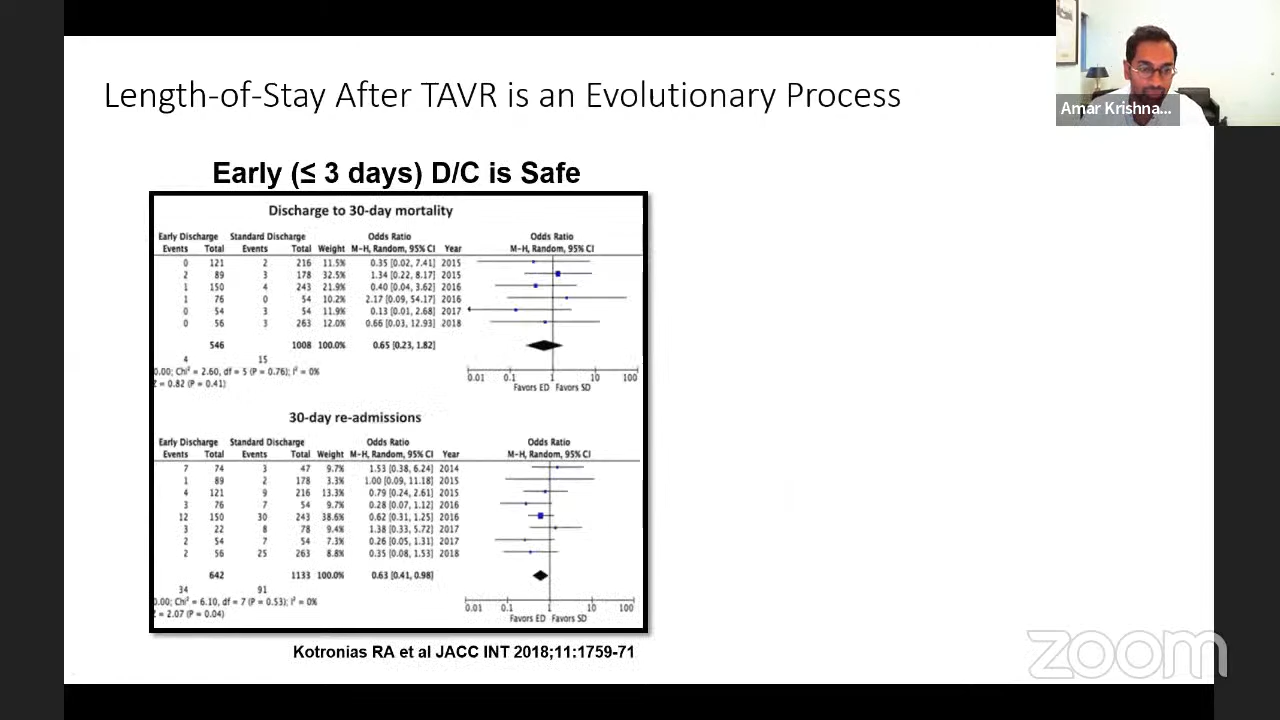 Length-of-Stay After TAVR is an Evolutionary Process
Amar Krishna...
Early (≤ 3 days) D/C is Safe
Discharge to 30-day mortality
Early Discharge Standard Discharge Odds Ratio Odds Ratio
Events Total Events Total Weight M-H, Random, 95% CI Year M-H, Random, 95% CI
0 121 2 216 11.5% 0.35 [0.02, 7.41] 2015
2 89 3 178 32.5% 1.34 [0.22, 8.17] 2015
1 150 4 243 21.9% 0.40 [0.04, 3.62] 2016
1 76 0 54 10.2% 2.17 [0.09, 54.17] 2016
0 54 3 54 11.9% 0.13 [0.01, 2.68] 2017
0 56 3 263 12.0% 0.66 [0.03, 12.93] 2018
546 1008 100.0% 0.65 [0.23, 1.82]
4 15
0.00; Chi² = 2.60, df = 5 (P = 0.76); I² = 0%
Z = 0.82 (P = 0.41)
0.01 0.1 1 10 100
Favors ED Favors SD
30-day re-admissions
Early Discharge Standard Discharge Odds Ratio Odds Ratio
Events Total Events Total Weight M-H, Random, 95% CI Year M-H, Random, 95% CI
7 74 3 47 9.7% 1.53 [0.38, 6.24] 2014
1 89 2 178 3.3% 1.00 [0.09, 11.18] 2015
4 121 9 216 13.3% 0.79 [0.24, 2.61] 2015
3 76 7 54 9.7% 0.28 [0.07, 1.12] 2016
12 150 30 243 38.6% 0.62 [0.31, 1.25] 2016
3 22 8 78 9.4% 1.38 [0.33, 5.72] 2017
2 54 7 54 7.3% 0.26 [0.05, 1.31] 2017
2 56 25 263 8.8% 0.35 [0.08, 1.53] 2018
642 1133 100.0% 0.63 [0.41, 0.98]
34 91
0.00; Chi² = 6.10, df = 7 (P = 0.53); I² = 0%
Z = 2.07 (P = 0.04)
0.01 0.1 1 10 100
Favors ED Favors SD
Kotronias RA et al JACC INT 2018;11:1759-71
zoom